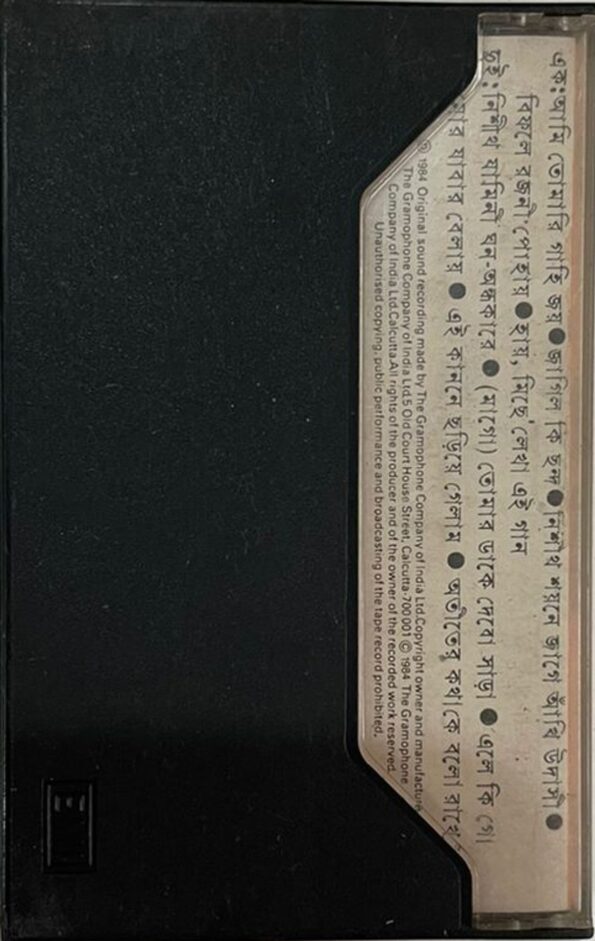 এক: আমি তোমারি গাহি জয় ● জাগিল কি চন্দ্র ● নিশীথ শয়নে জাগে আঁখি উদাসী ●
বিফলে রজনী পোহায় ● হায়, মিছে লেখা এই গান
দুই: নিশীথ যামিনী ঘন-অন্ধকারে ● (মাগো) তোমার ডাকে দেবো সাড়া ● এলে কি গো
যাবার বেলায় ● এই কাননে ছড়িয়ে গেলাম ● অতীতের কথা কে বলো রাখে
Ⓟ 1984 Original sound recording made by The Gramophone Company of India Ltd. Copyright owner and manufacture
The Gramophone Company of India Ltd. 5 Old Court House Street, Calcutta-700 001 © 1984 The Gramophone
Company of India Ltd. Calcutta. All rights of the producer and of the owner of the recorded work reserved.
Unauthorised copying, public performance and broadcasting of the tape record prohibited.